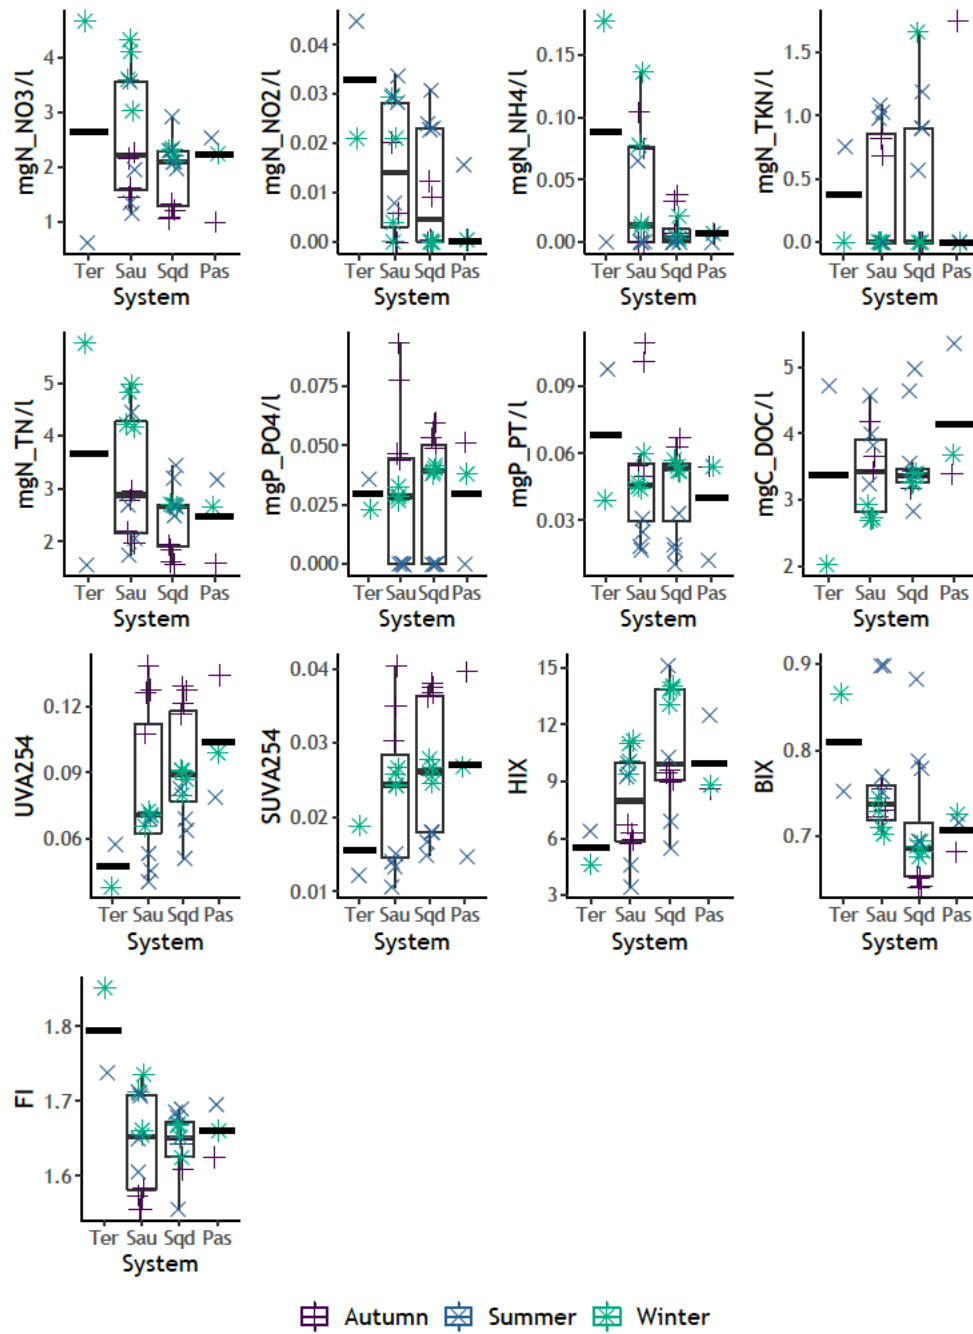 mgN_NO3/l
4
3
2
1
Ter Sau Sqd Pas
System
mgN_NO2/l
0.04
0.03
0.02
0.01
0.00
Ter Sau Sqd Pas
System
mgN_NH4/l
0.15
0.10
0.05
0.00
Ter Sau Sqd Pas
System
mgN_TKN/l
1.5
1.0
0.5
0.0
Ter Sau Sqd Pas
System
mgN_TN/l
5
4
3
2
Ter Sau Sqd Pas
System
mgP_PO4/l
0.075
0.050
0.025
0.000
Ter Sau Sqd Pas
System
mgP_PT/l
0.09
0.06
0.03
Ter Sau Sqd Pas
System
mgC_DOC/l
5
4
3
2
Ter Sau Sqd Pas
System
UVA254
0.12
0.09
0.06
Ter Sau Sqd Pas
System
SUVA254
0.04
0.03
0.02
0.01
Ter Sau Sqd Pas
System
HIX
15
12
9
6
3
Ter Sau Sqd Pas
System
BIX
0.9
0.8
0.7
Ter Sau Sqd Pas
System
FI
1.8
1.7
1.6
Ter Sau Sqd Pas
System
Autumn Summer Winter